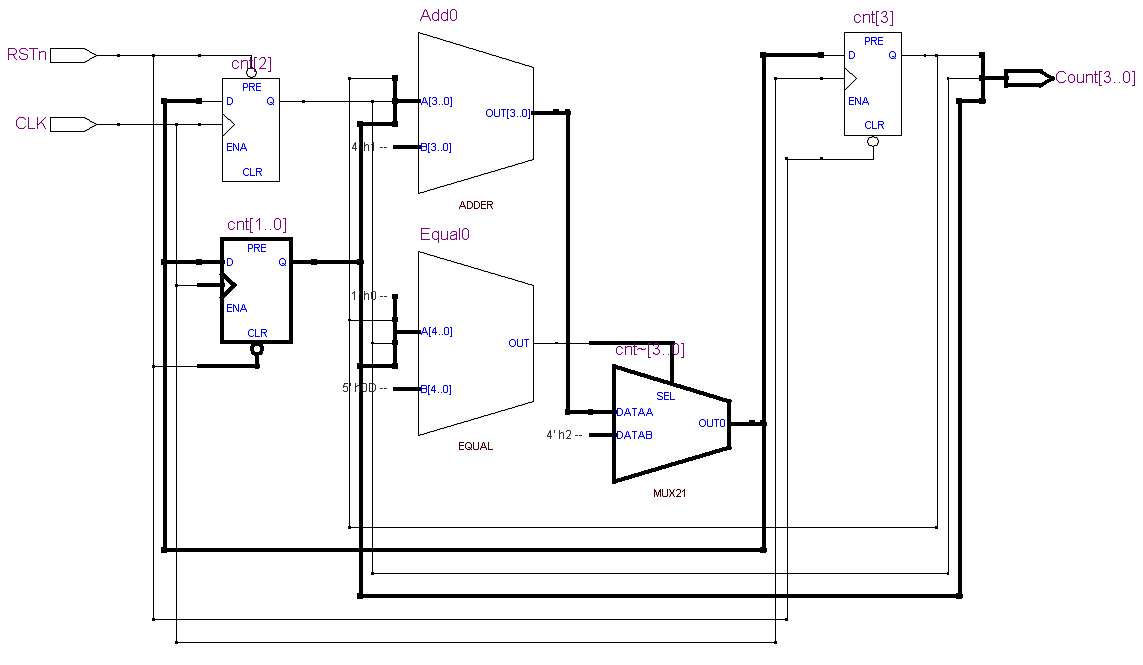 Add0
cnt[3]
RSTn
cnt[2]
PRE
D
Q
ENA
CLR
CLK
A[3..0]
B[3..0]
4' h1 --
OUT[3..0]
ADDER
PRE
D
Q
ENA
CLR
Count[3..0]
cnt[1..0]
PRE
D
Q
ENA
CLR
Equal0
1' h0 --
A[4..0]
5' h0D --
B[4..0]
OUT
EQUAL
cnt~[3..0]
SEL
DATAA
4' h2 --
DATAB
OUT0
MUX21